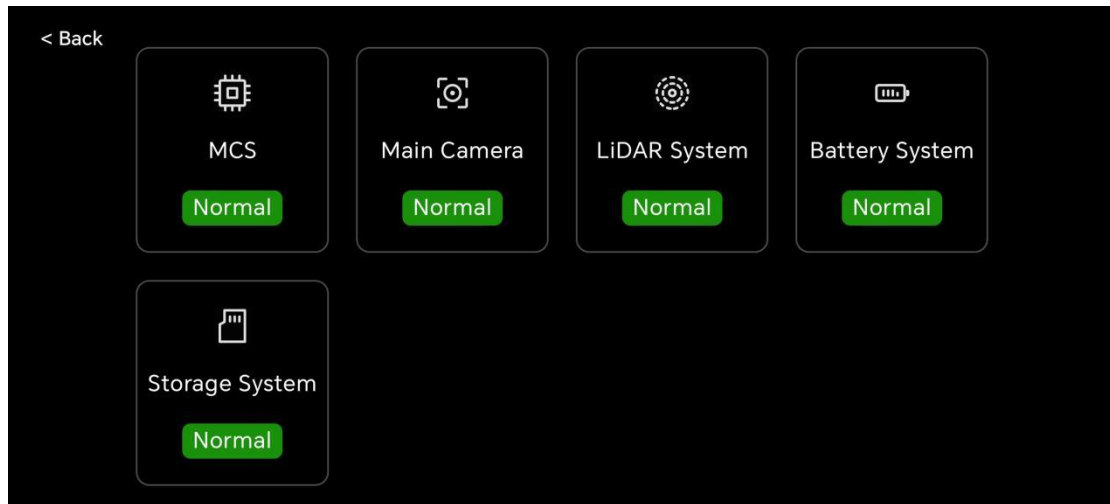 < Back
MCS
Normal
Main Camera
Normal
LiDAR System
Normal
Battery System
Normal
Storage System
Normal